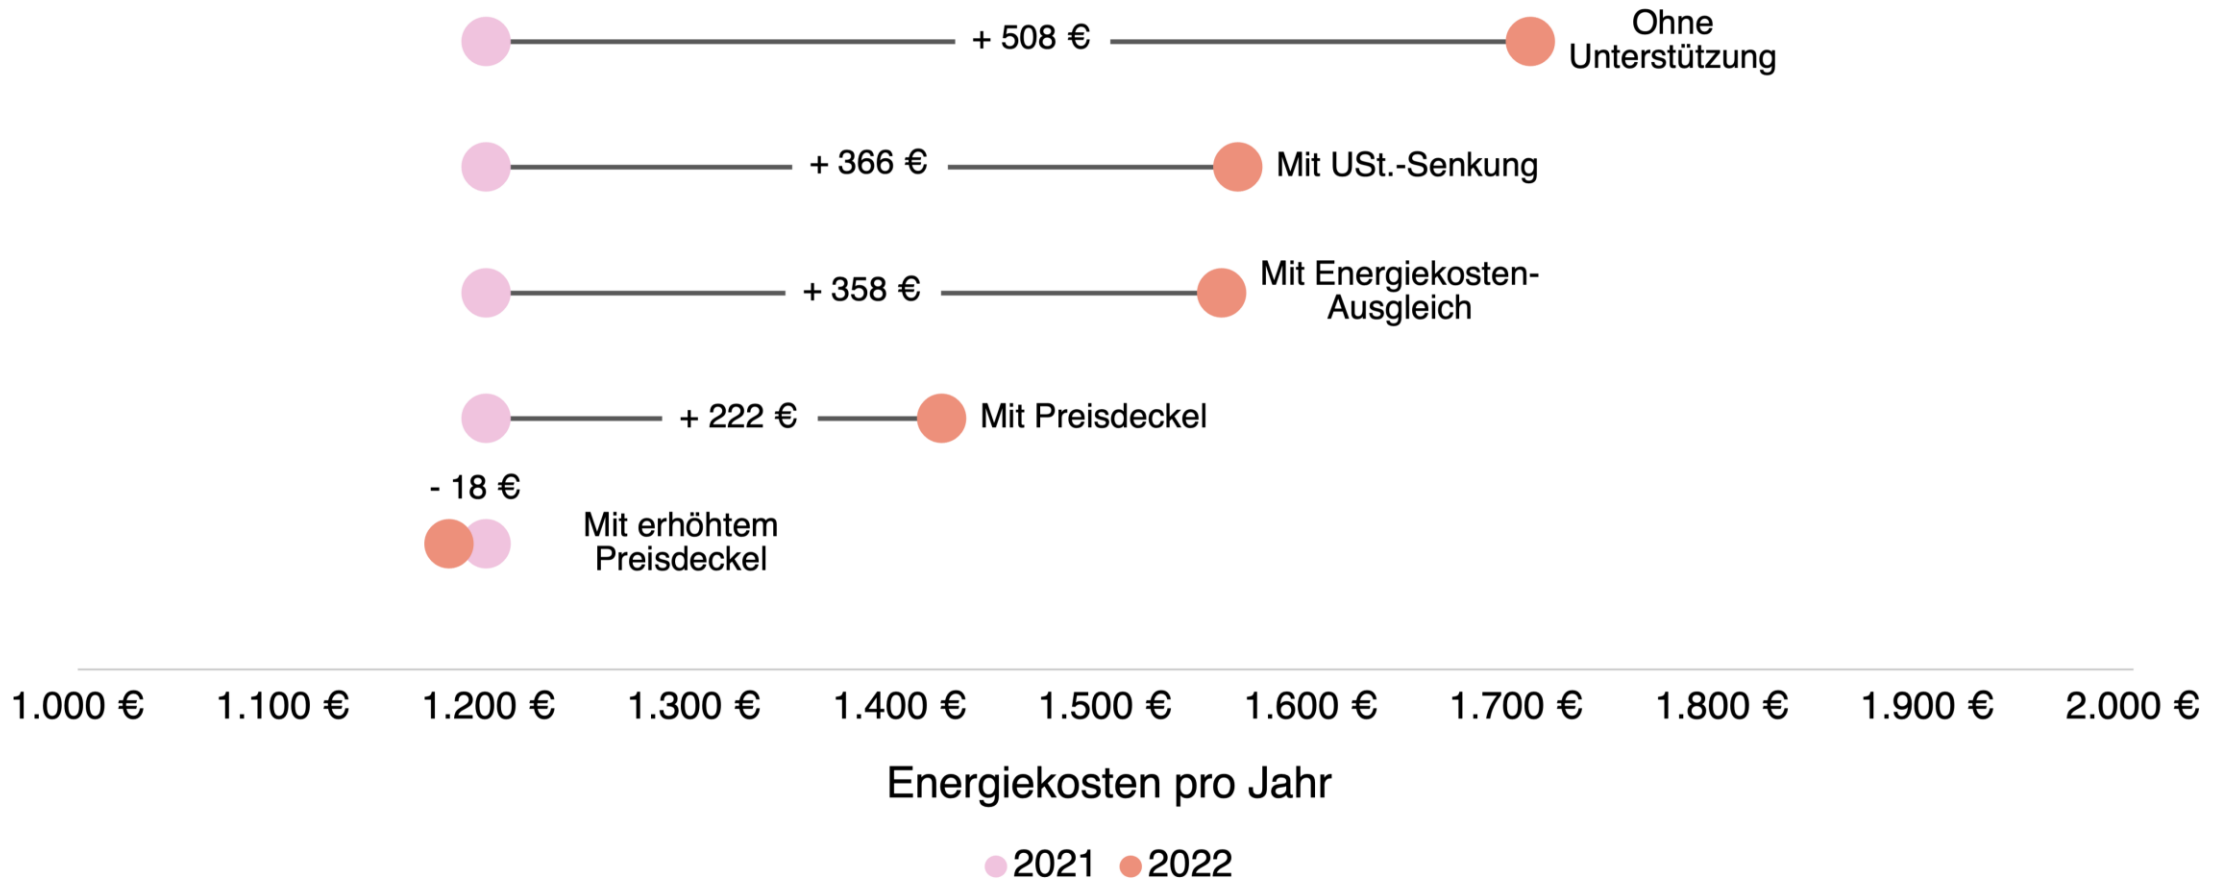 + 508 €
Ohne
Unterstützung
+ 366 €
Mit USt.-Senkung
+ 358 €
Mit Energiekosten-
Ausgleich
+ 222 €
Mit Preisdeckel
- 18 €
Mit erhöhtem
Preisdeckel
1.000 € 1.100 € 1.200 € 1.300 € 1.400 € 1.500 € 1.600 € 1.700 € 1.800 € 1.900 € 2.000 €
Energiekosten pro Jahr
2021 2022